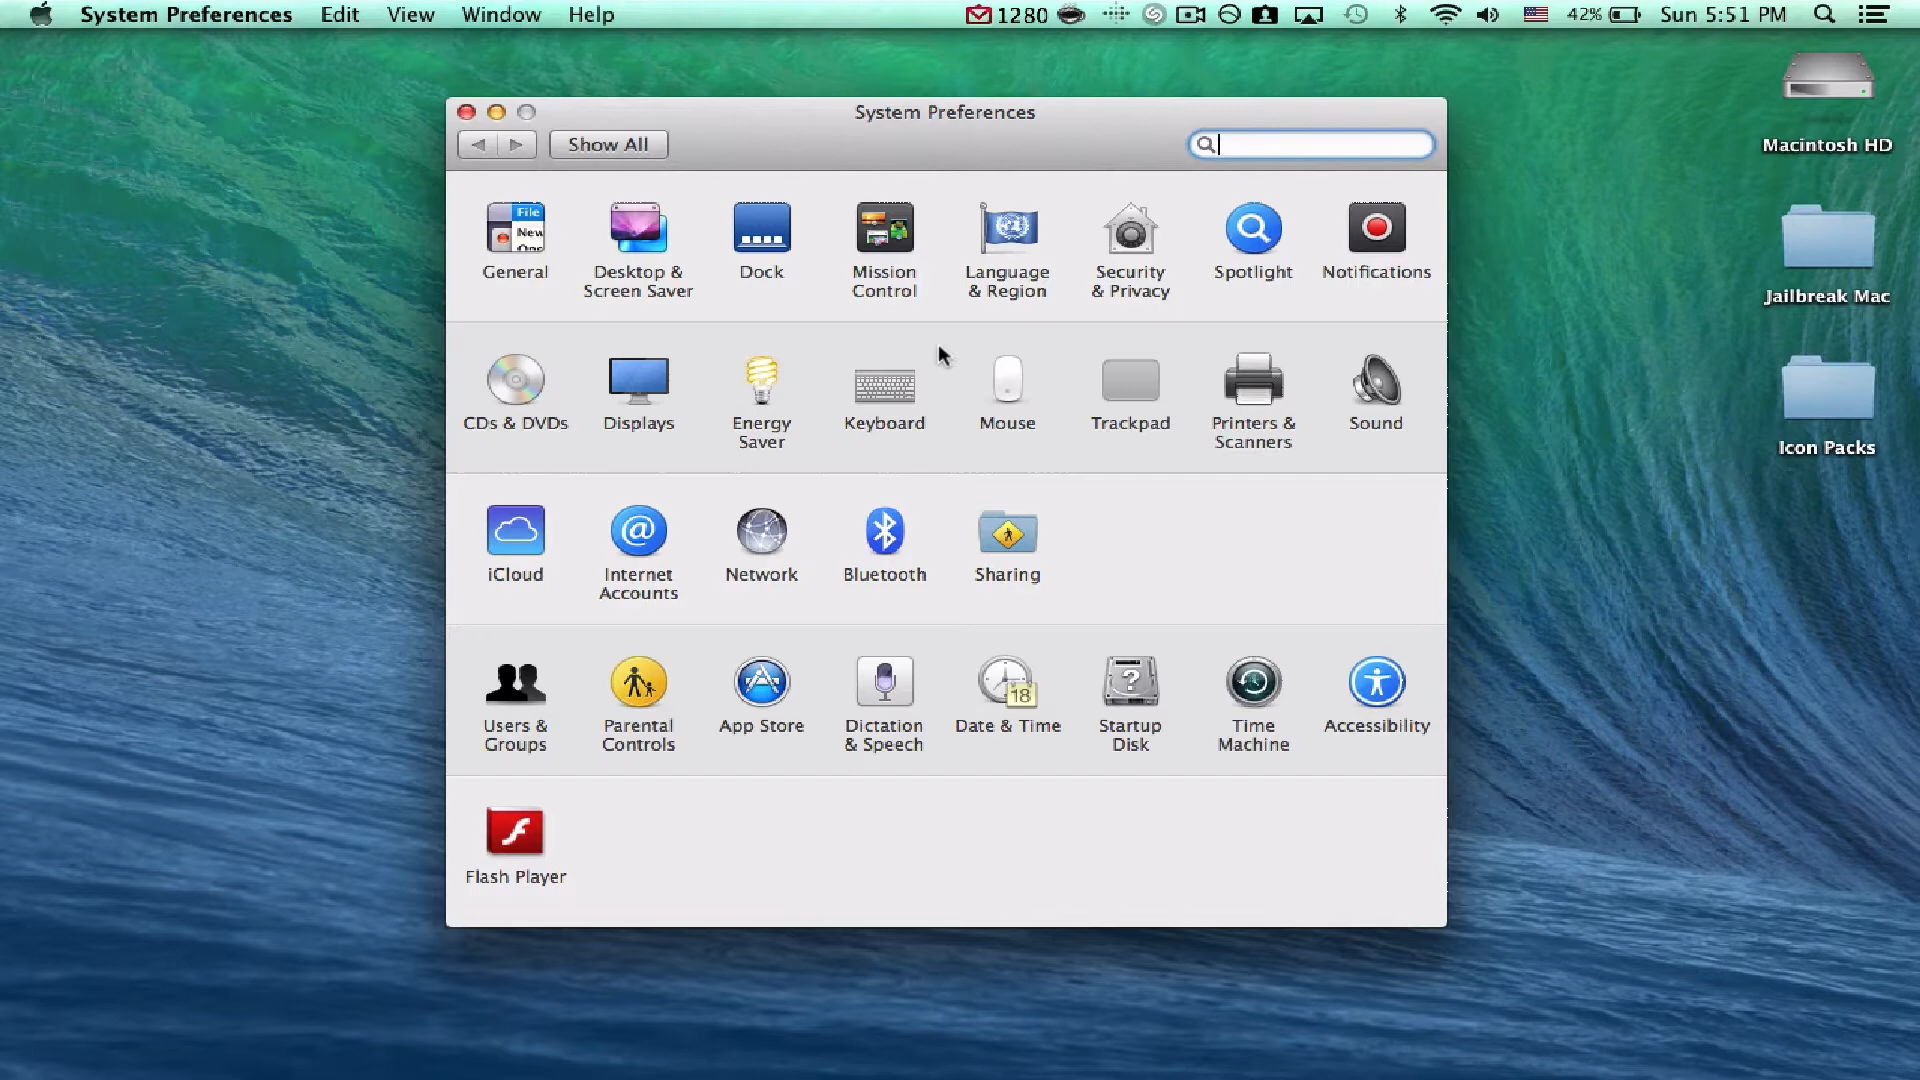 System Preferences Edit View Window Help 1280 42% Sun 5:51 PM
System Preferences
Show All
General
Desktop &
Screen Saver
Dock
Mission
Control
Language
& Region
Security
& Privacy
Spotlight
Notifications
File
New
CDs & DVDs
Displays
Energy
Saver
Keyboard
Mouse
Trackpad
Printers &
Scanners
Sound
iCloud
Internet
Accounts
Network
Bluetooth
Sharing
Users &
Groups
Parental
Controls
App Store
Dictation
& Speech
18
Date & Time
Startup
Disk
Time
Machine
Accessibility
Flash Player
Macintosh HD
Jailbreak Mac
Icon Packs